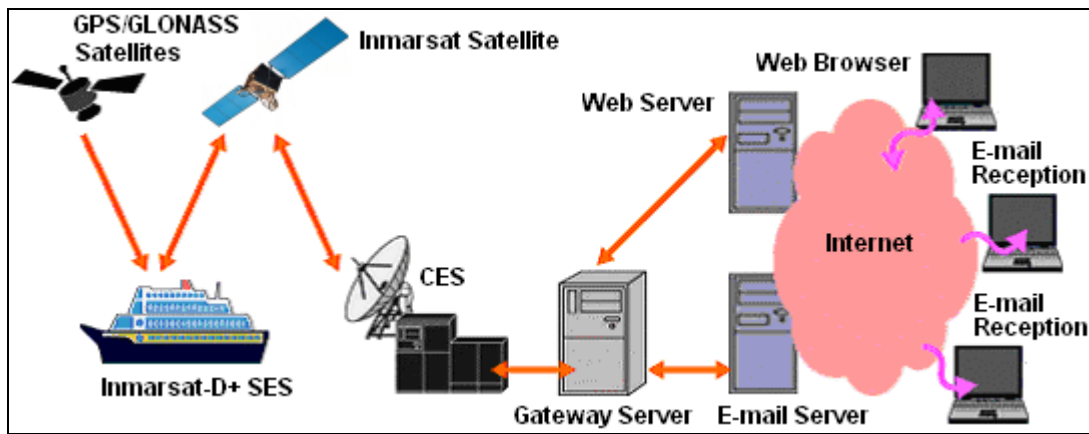 GPS/GLONASS
Satellites
Inmarsat Satellite
Web Browser
Web Server
E-mail
Reception
Internet
CES
E-mail
Reception
Inmarsat-D+ SES
Gateway Server
E-mail Server